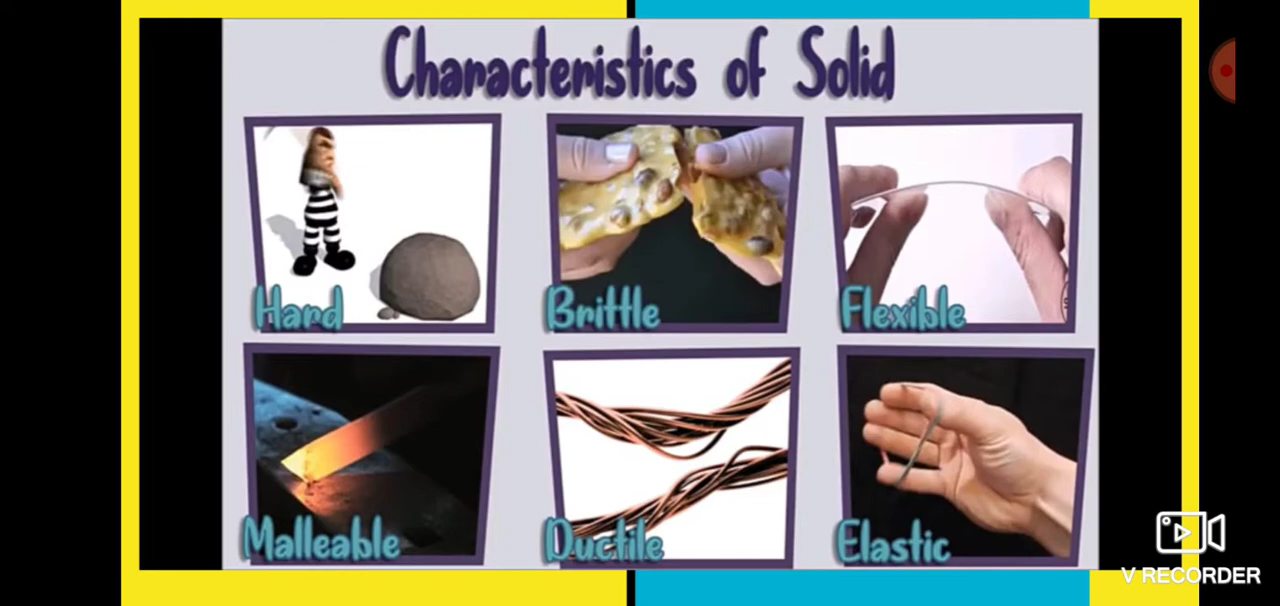 Characteristics of Solid
Hard
Brittle
Flexible
Malleable
Ductile
Elastic
V RECORDER